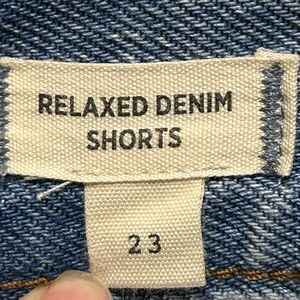 RELAXED DENIM
SHORTS
23